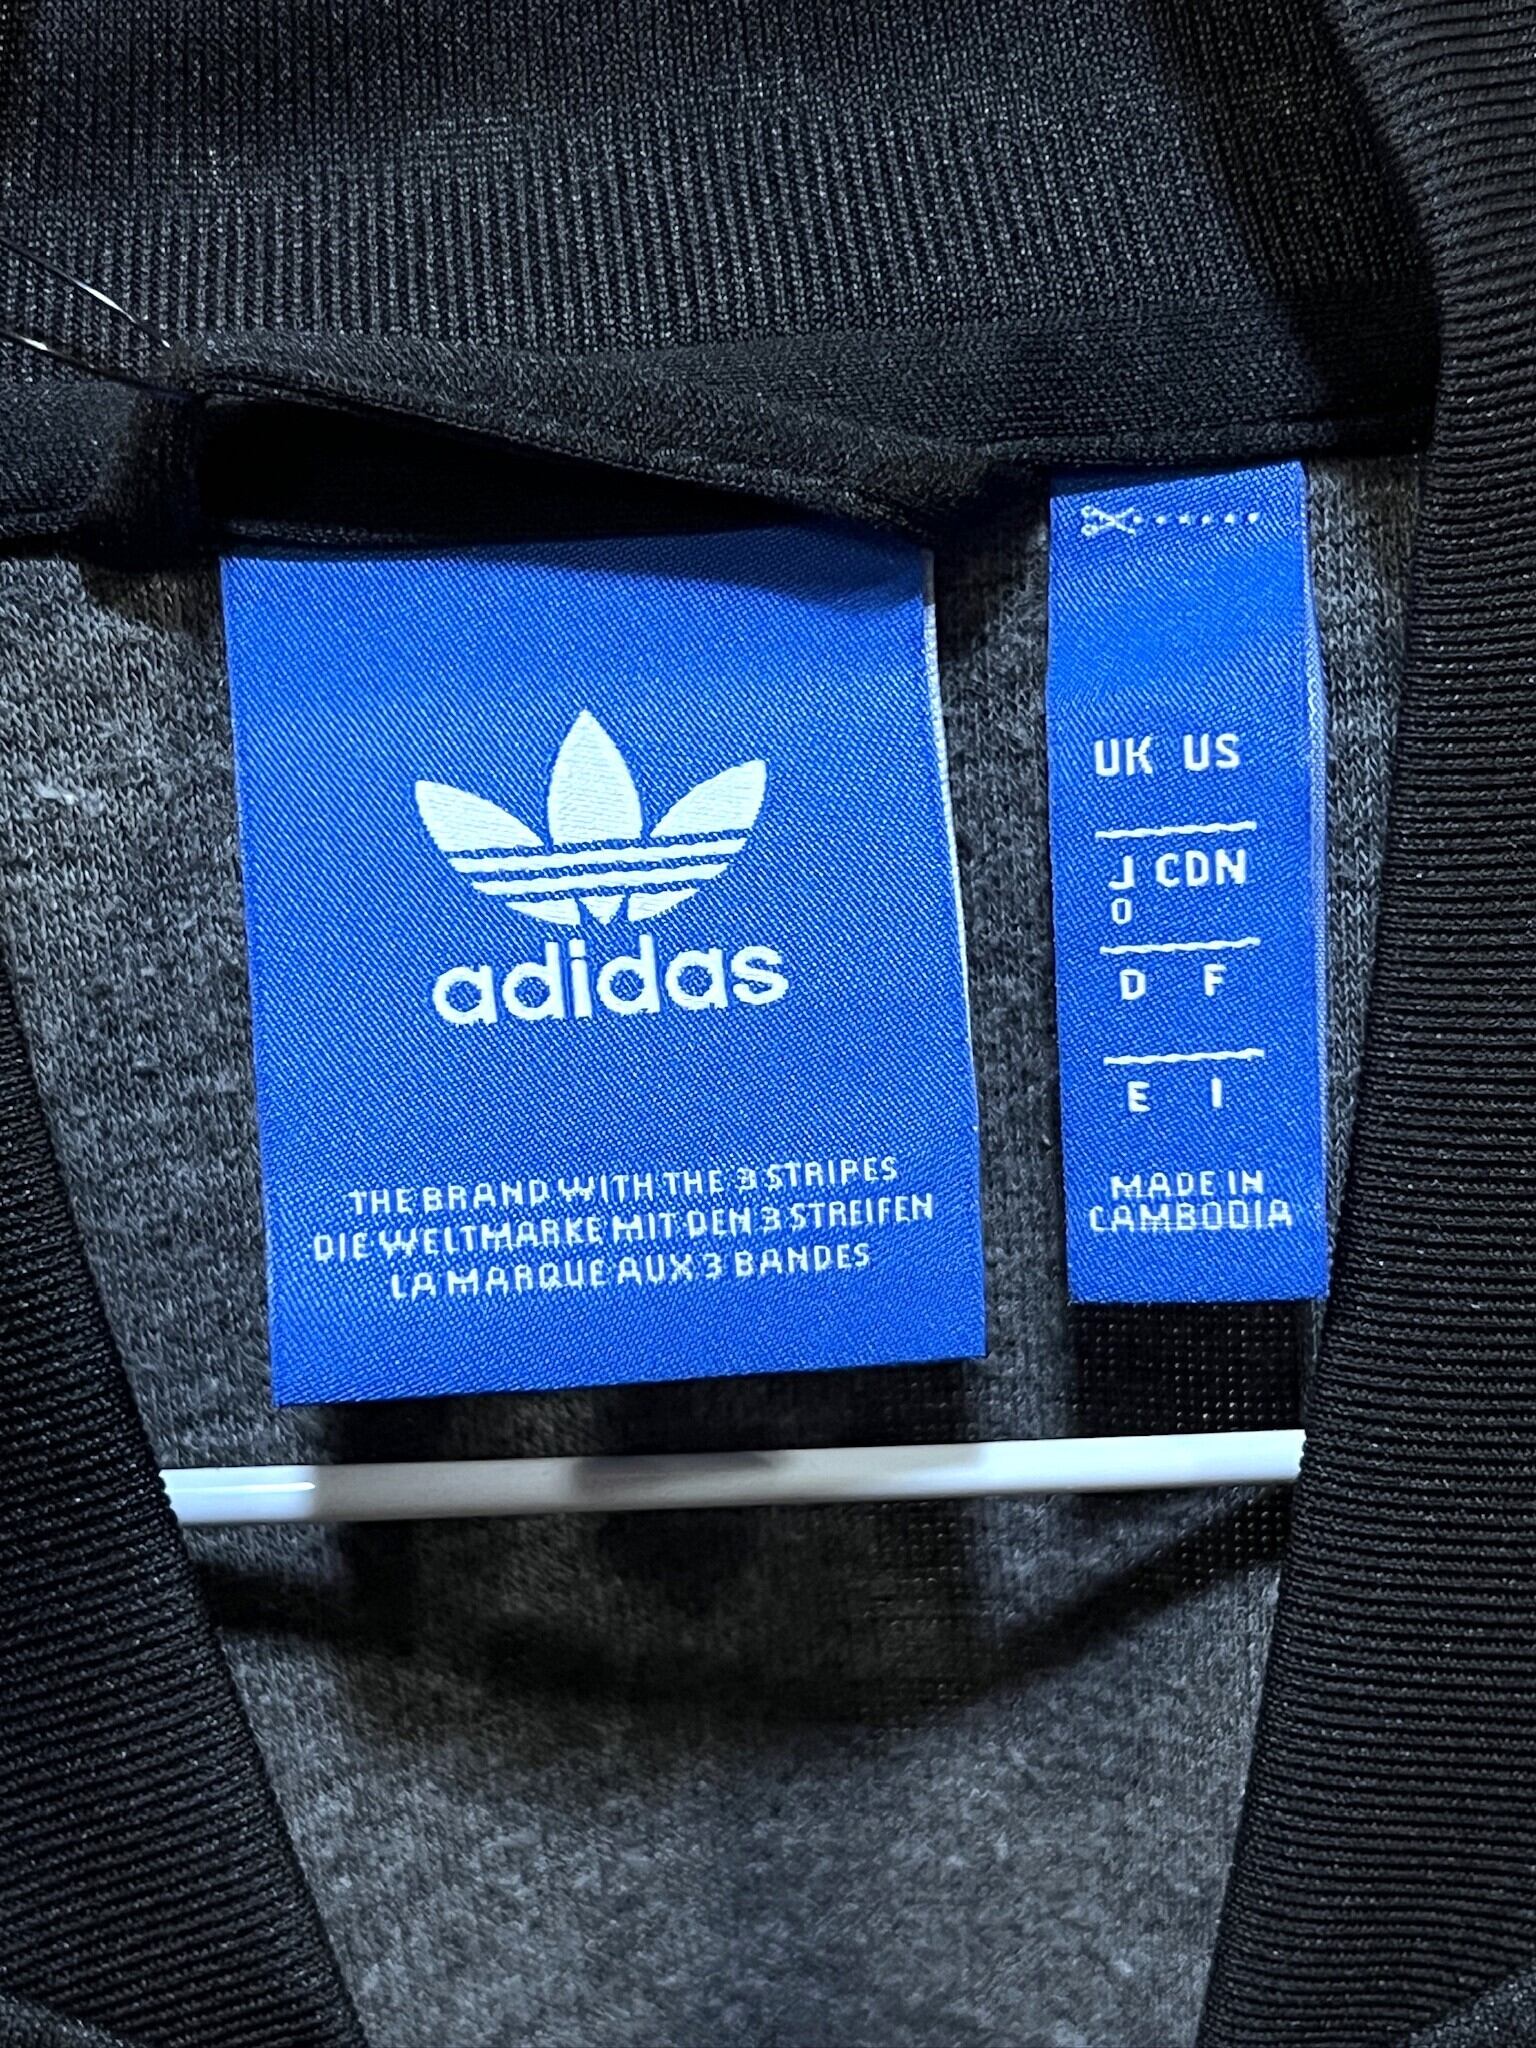 adidas
THE BRAND WITH THE 3 STRIPES
DIE WELTMARKE MIT DEN 3 STREIFEN
LA MARQUE AUX 3 BANDES
UK US
J CDN
O
D F
E I
MADE IN
CAMBODIA